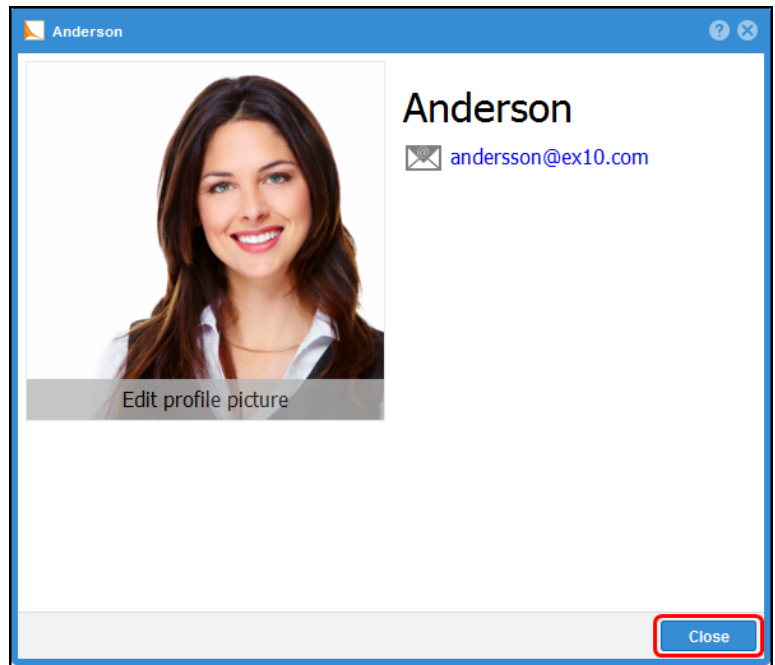 Anderson
Anderson
andersson@ex10.com
Edit profile picture
Close